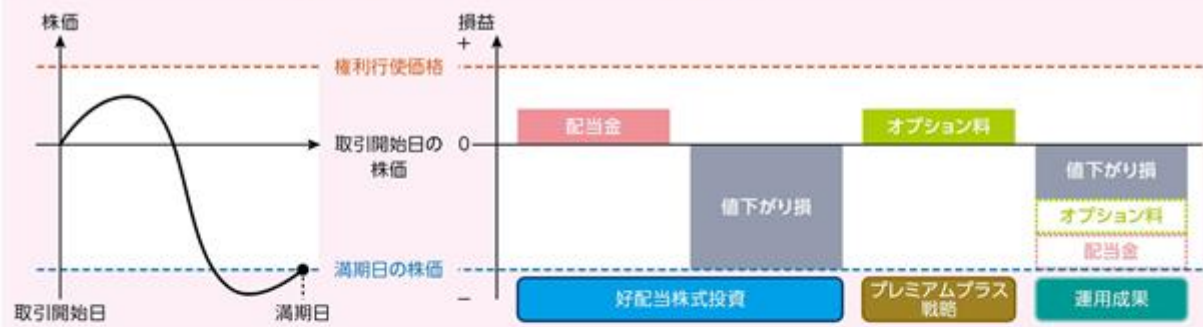 株価
権利行使価格
取引開始日の
株価
満期日の株価
取引開始日
満期日
損益
+
0
−
配当金
値下がり損
オプション料
値下がり損
オプション料
配当金
好配当株式投資
プレミアムプラス
戦略
運用成果